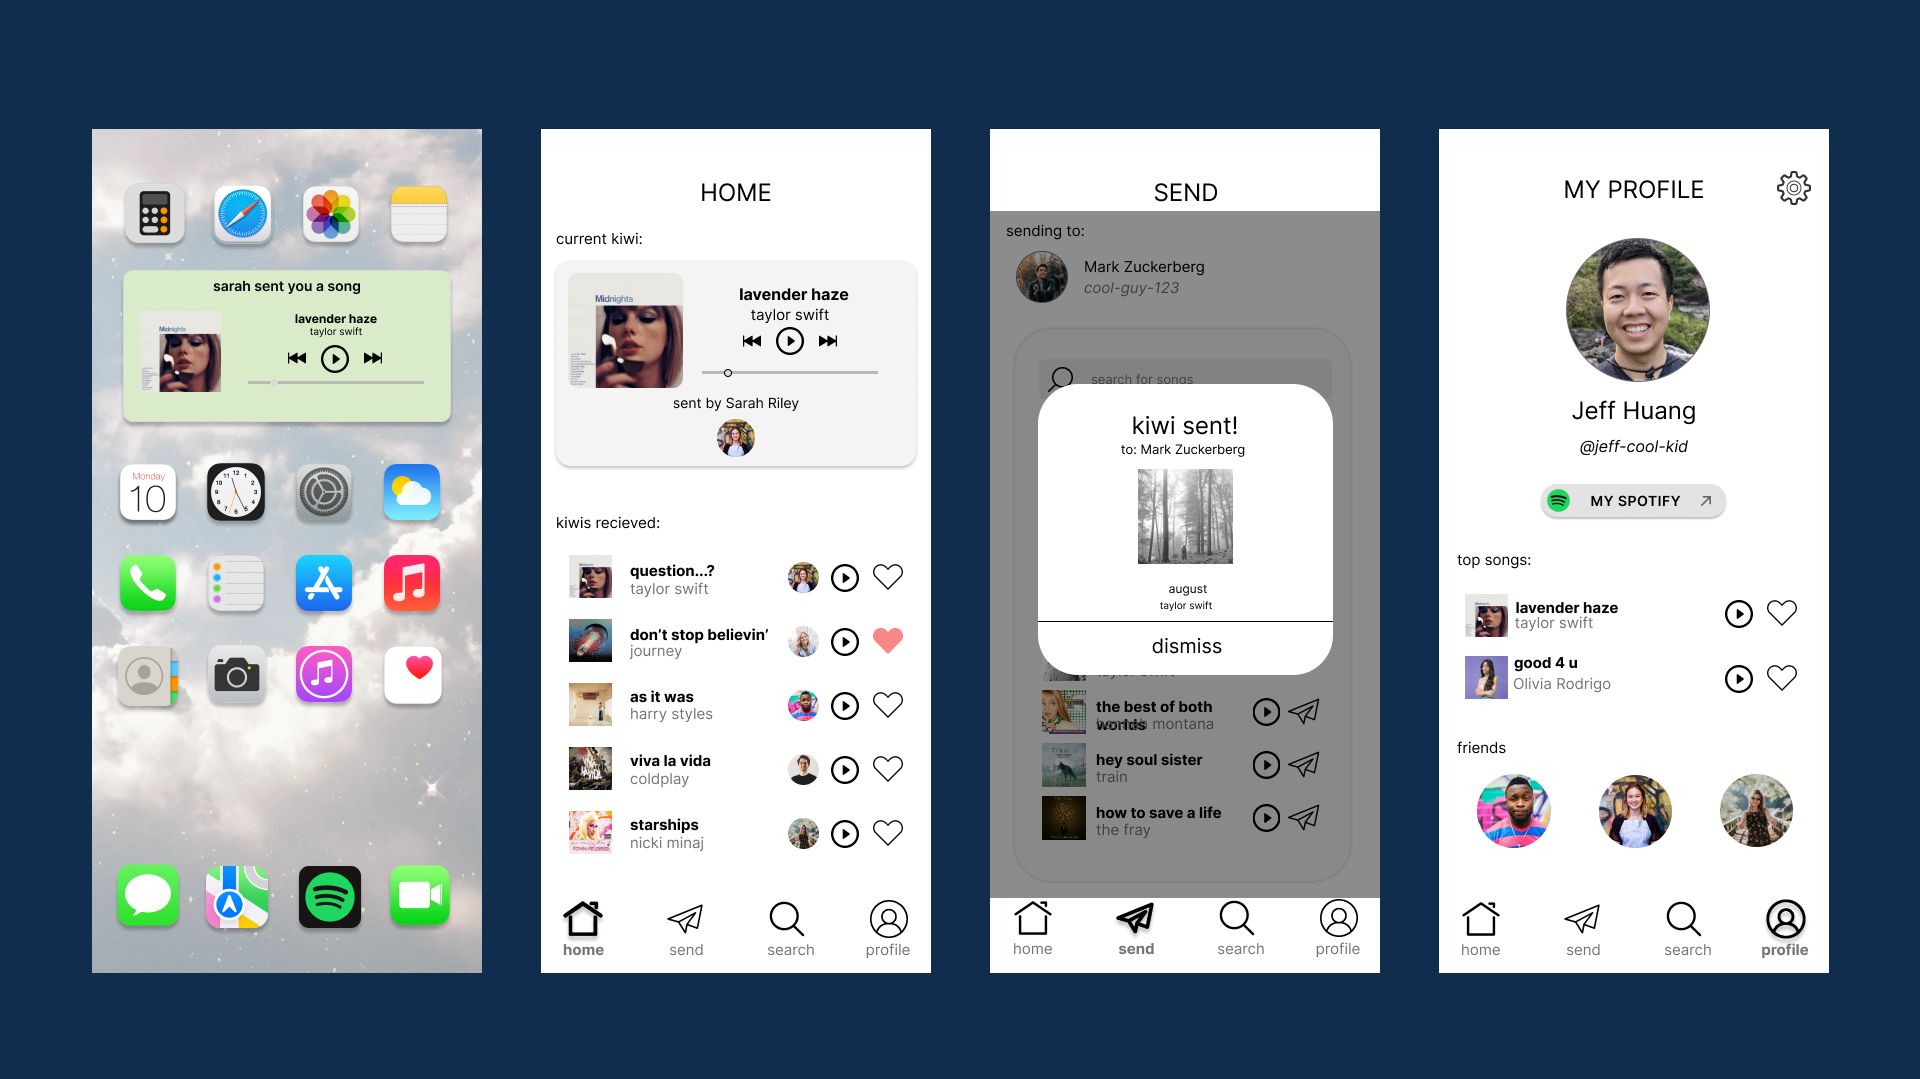 sarah sent you a song
Midnights
lavender haze
taylor swift
Monday
10
HOME
current kiwi:
Midnights
lavender haze
taylor swift
sent by Sarah Riley
kiwis recieved:
question...?
taylor swift
don’t stop believin’
journey
as it was
harry styles
viva la vida
coldplay
starships
nicki minaj
home
send
search
profile
SEND
sending to:
Mark Zuckerberg
cool-guy-123
search for songs
kiwi sent!
to: Mark Zuckerberg
august
taylor swift
dismiss
taylor swift
the best of both
worlds
hannah montana
hey soul sister
train
how to save a life
the fray
home
send
search
profile
MY PROFILE
Jeff Huang
@jeff-cool-kid
MY SPOTIFY
top songs:
lavender haze
taylor swift
good 4 u
Olivia Rodrigo
friends
home
send
search
profile